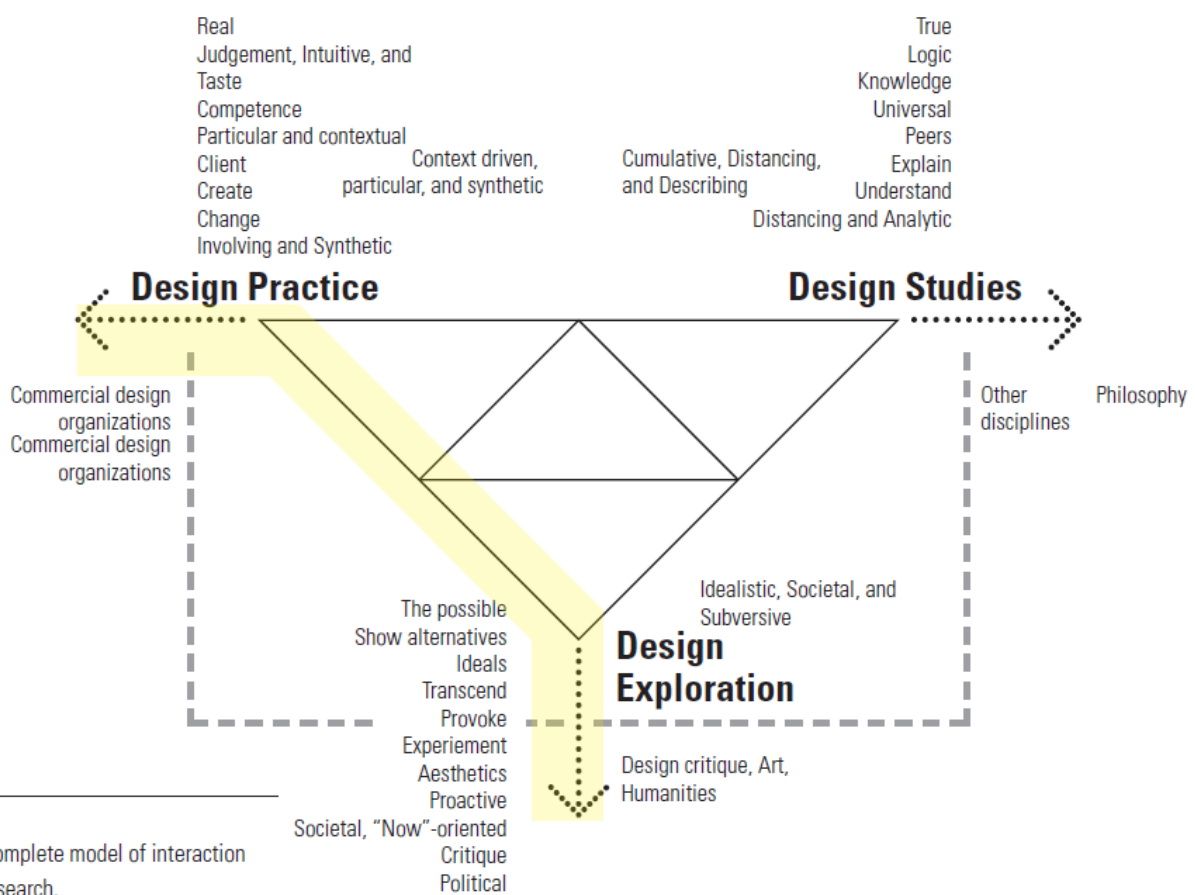 Real
Judgement, Intuitive, and
Taste
Competence
Particular and contextual
Client
Create
Change
Involving and Synthetic
Context driven,
particular, and synthetic
Cumulative, Distancing,
and Describing
True
Logic
Knowledge
Universal
Peers
Explain
Understand
Distancing and Analytic
Design Practice
Design Studies
Commercial design
organizations
Commercial design
organizations
Other
disciplines
Philosophy
Idealistic, Societal, and
Subversive
Design
Exploration
The possible
Show alternatives
Ideals
Transcend
Provoke
Experiement
Aesthetics
Proactive
Societal, “Now”-oriented
Critique
Political
Design critique, Art,
Humanities
omplete model of interaction
search.